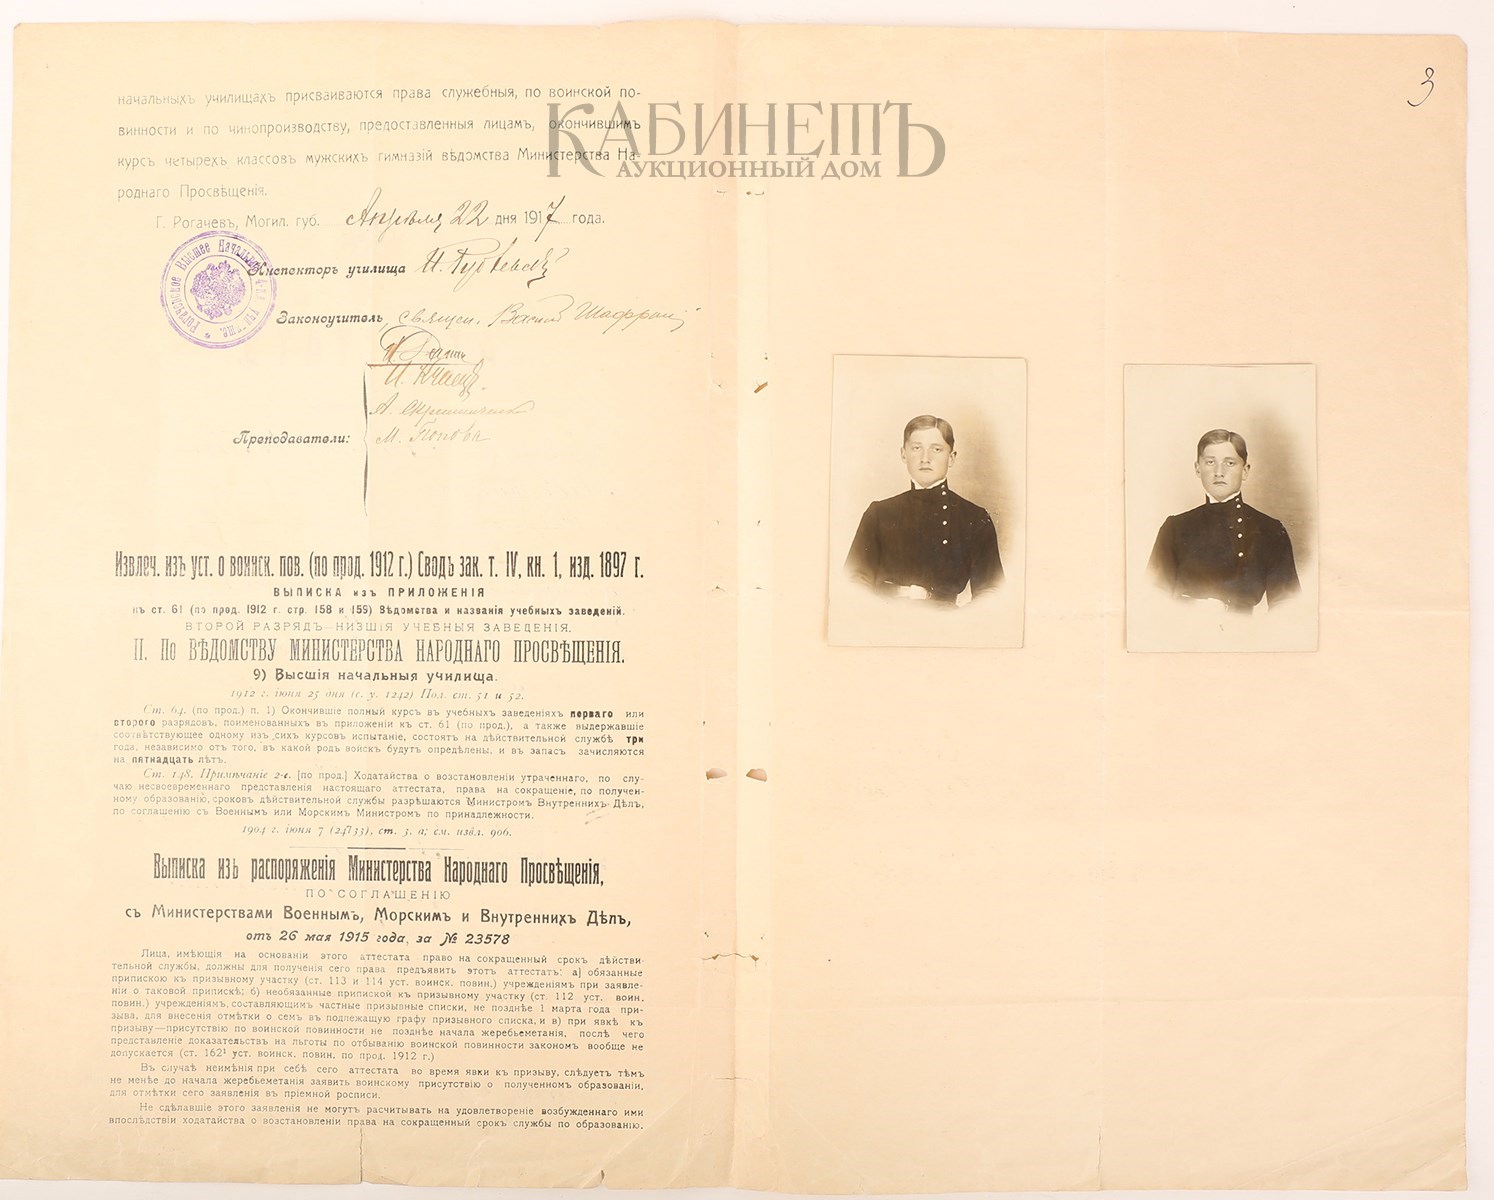 КАБИНЕТЪ
АУКЦИОННЫЙ ДОМ
3
начальныхъ училищахъ присваиваются права служебныя, по воинской по-
винности и по чинопроизводству, предоставленныя лицамъ, окончившимъ
курсъ четырехъ классовъ мужскихъ гимназій вѣдомства Министерства На-
роднаго Просвѣщенія.
Г. Рогачевъ, Могил. губ. Апрѣля 22 дня 1917 года.
Рогачевское Высшее Начальное
Инспекторъ училища
Законоучитель, священ. Василій
М. Попова
Преподаватели:
Извлеч. изъ уст. о воинск. пов. (по прод. 1912 г.) Сводъ зак. т. IV, кн. 1, изд. 1897 г.
ВЫПИСКА изъ ПРИЛОЖЕНІЯ
къ ст. 61 (по прод. 1912 г. стр. 158 и 159) Вѣдомства и названія учебныхъ заведеній.
ВТОРОЙ РАЗРЯДЪ—НИЗШІЯ УЧЕБНЫЯ ЗАВЕДЕНІЯ.
II. По ВѢДОМСТВУ МИНИСТЕРСТВА НАРОДНАГО ПРОСВѢЩЕНІЯ.
9) Высшія начальныя училища.
1912 г. іюня 25 дня (с. у. 1242) Пол. ст. 51 и 52.
Ст. 64. (по прод.) п. 1) Окончившіе полный курсъ въ учебныхъ заведеніяхъ перваго или
второго разрядовъ, поименованныхъ въ приложеніи къ ст. 61 (по прод.), а также выдержавшіе
соотвѣтствующее одному изъ сихъ курсовъ испытаніе, состоятъ на дѣйствительной службѣ три
года, независимо отъ того, въ какой родъ войскъ будутъ опредѣлены, и въ запасъ зачисляются
на пятнадцать лѣтъ.
Ст. 148. Примѣчаніе 2-е. [по прод.] Ходатайства о возстановленіи утраченнаго, по слу-
чаю несвоевременнаго представленія настоящаго аттестата, права на сокращеніе, по получен-
ному образованію, сроковъ дѣйствительной службы разрѣшаются Министромъ Внутреннихъ Дѣлъ,
по соглашенію съ Военнымъ или Морскимъ Министромъ по принадлежности.
1904 г. іюня 7 (24733), ст. 3. а; см. извл. 906.
Выписка изъ распоряженія Министерства Народнаго Просвѣщенія,
ПО СОГЛАШЕНІЮ
съ Министерствами Военнымъ, Морскимъ и Внутреннихъ Дѣлъ,
отъ 26 мая 1915 года, за № 23578
Лица, имѣющія на основаніи этого аттестата право на сокращенный срокъ дѣйстви-
тельной службы, должны для полученія сего права предъявить этотъ аттестатъ: а) обязанные
припискою къ призывному участку (ст. 113 и 114 уст. воинск. повин.) учрежденіямъ при заявле-
ніи о таковой припискѣ; б) необязанные припиской къ призывному участку (ст. 112 уст. воин.
повин.) учрежденіямъ, составляющимъ частные призывные списки, не позднѣе 1 марта года при-
зыва, для внесенія отмѣтки о семъ въ подлежащую графу призывного списка, и в) при явкѣ къ
призыву—присутствію по воинской повинности не позднѣе начала жеребьеметанія, послѣ чего
представленіе доказательствъ на льготы по отбыванію воинской повинности закономъ вообще не
допускается (ст. 162¹ уст. воинск. повин. по прод. 1912 г.)
Въ случаѣ неимѣнія при себѣ сего аттестата во время явки къ призыву, слѣдуетъ тѣмъ
не менѣе до начала жеребьеметанія заявить воинскому присутствію о полученномъ образованіи,
для отмѣтки сего заявленія въ пріемной росписи.
Не сдѣлавшіе этого заявленія не могутъ расчитывать на удовлетвореніе возбужденнаго ими
впослѣдствіи ходатайства о возстановленіи права на сокращенный срокъ службы по образованію.